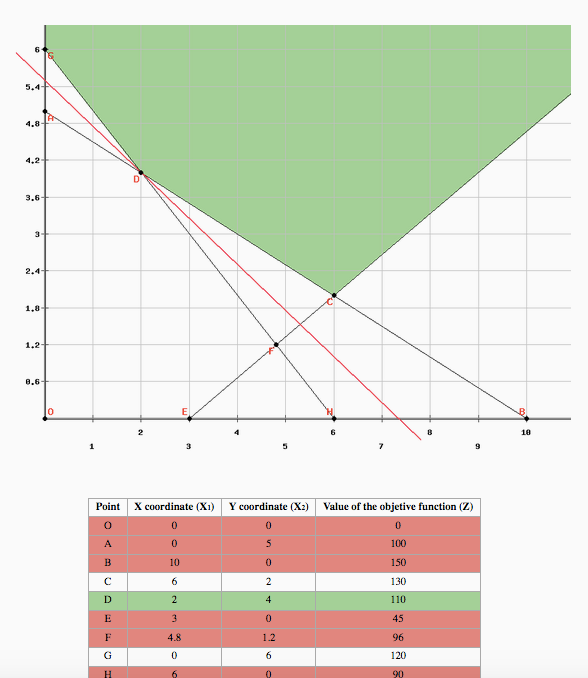 6
G
5.4
A
4.8
4.2
D
3.6
3
2.4
C
1.8
1.2
F
0.6
O E H B
2 4 6 8 10
1 3 5 7 9
Point X coordinate (X1) Y coordinate (X2) Value of the objetive function (Z)
O 0 0 0
A 0 5 100
B 10 0 150
C 6 2 130
D 2 4 110
E 3 0 45
F 4.8 1.2 96
G 0 6 120
H 6 0 90